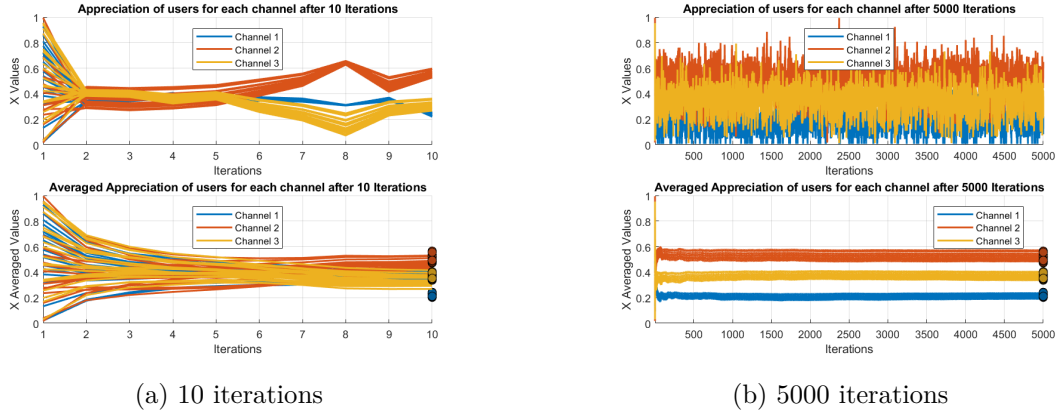 Appreciation of users for each channel after 10 Iterations
1
0.8
0.6
0.4
0.2
0
X Values
Channel 1
Channel 2
Channel 3
1 2 3 4 5 6 7 8 9 10
Iterations
Averaged Appreciation of users for each channel after 10 Iterations
1
0.8
0.6
0.4
0.2
0
X Averaged Values
Channel 1
Channel 2
Channel 3
1 2 3 4 5 6 7 8 9 10
Iterations
(a) 10 iterations
Appreciation of users for each channel after 5000 Iterations
1
0.8
0.6
0.4
0.2
0
X Values
Channel 1
Channel 2
Channel 3
500 1000 1500 2000 2500 3000 3500 4000 4500 5000
Iterations
Averaged Appreciation of users for each channel after 5000 Iterations
1
0.8
0.6
0.4
0.2
0
X Averaged Values
Channel 1
Channel 2
Channel 3
500 1000 1500 2000 2500 3000 3500 4000 4500 5000
Iterations
(b) 5000 iterations